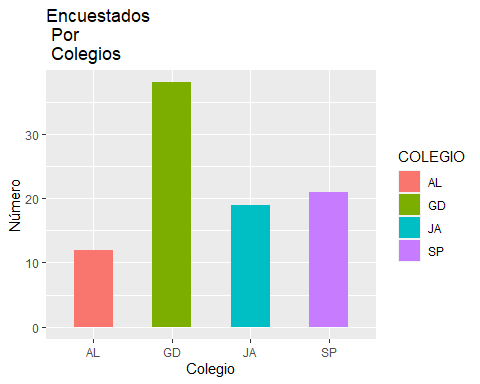 Encuestados
Por
Colegios
30
20
10
0
Número
AL
GD
JA
SP
Colegio
COLEGIO
AL
GD
JA
SP